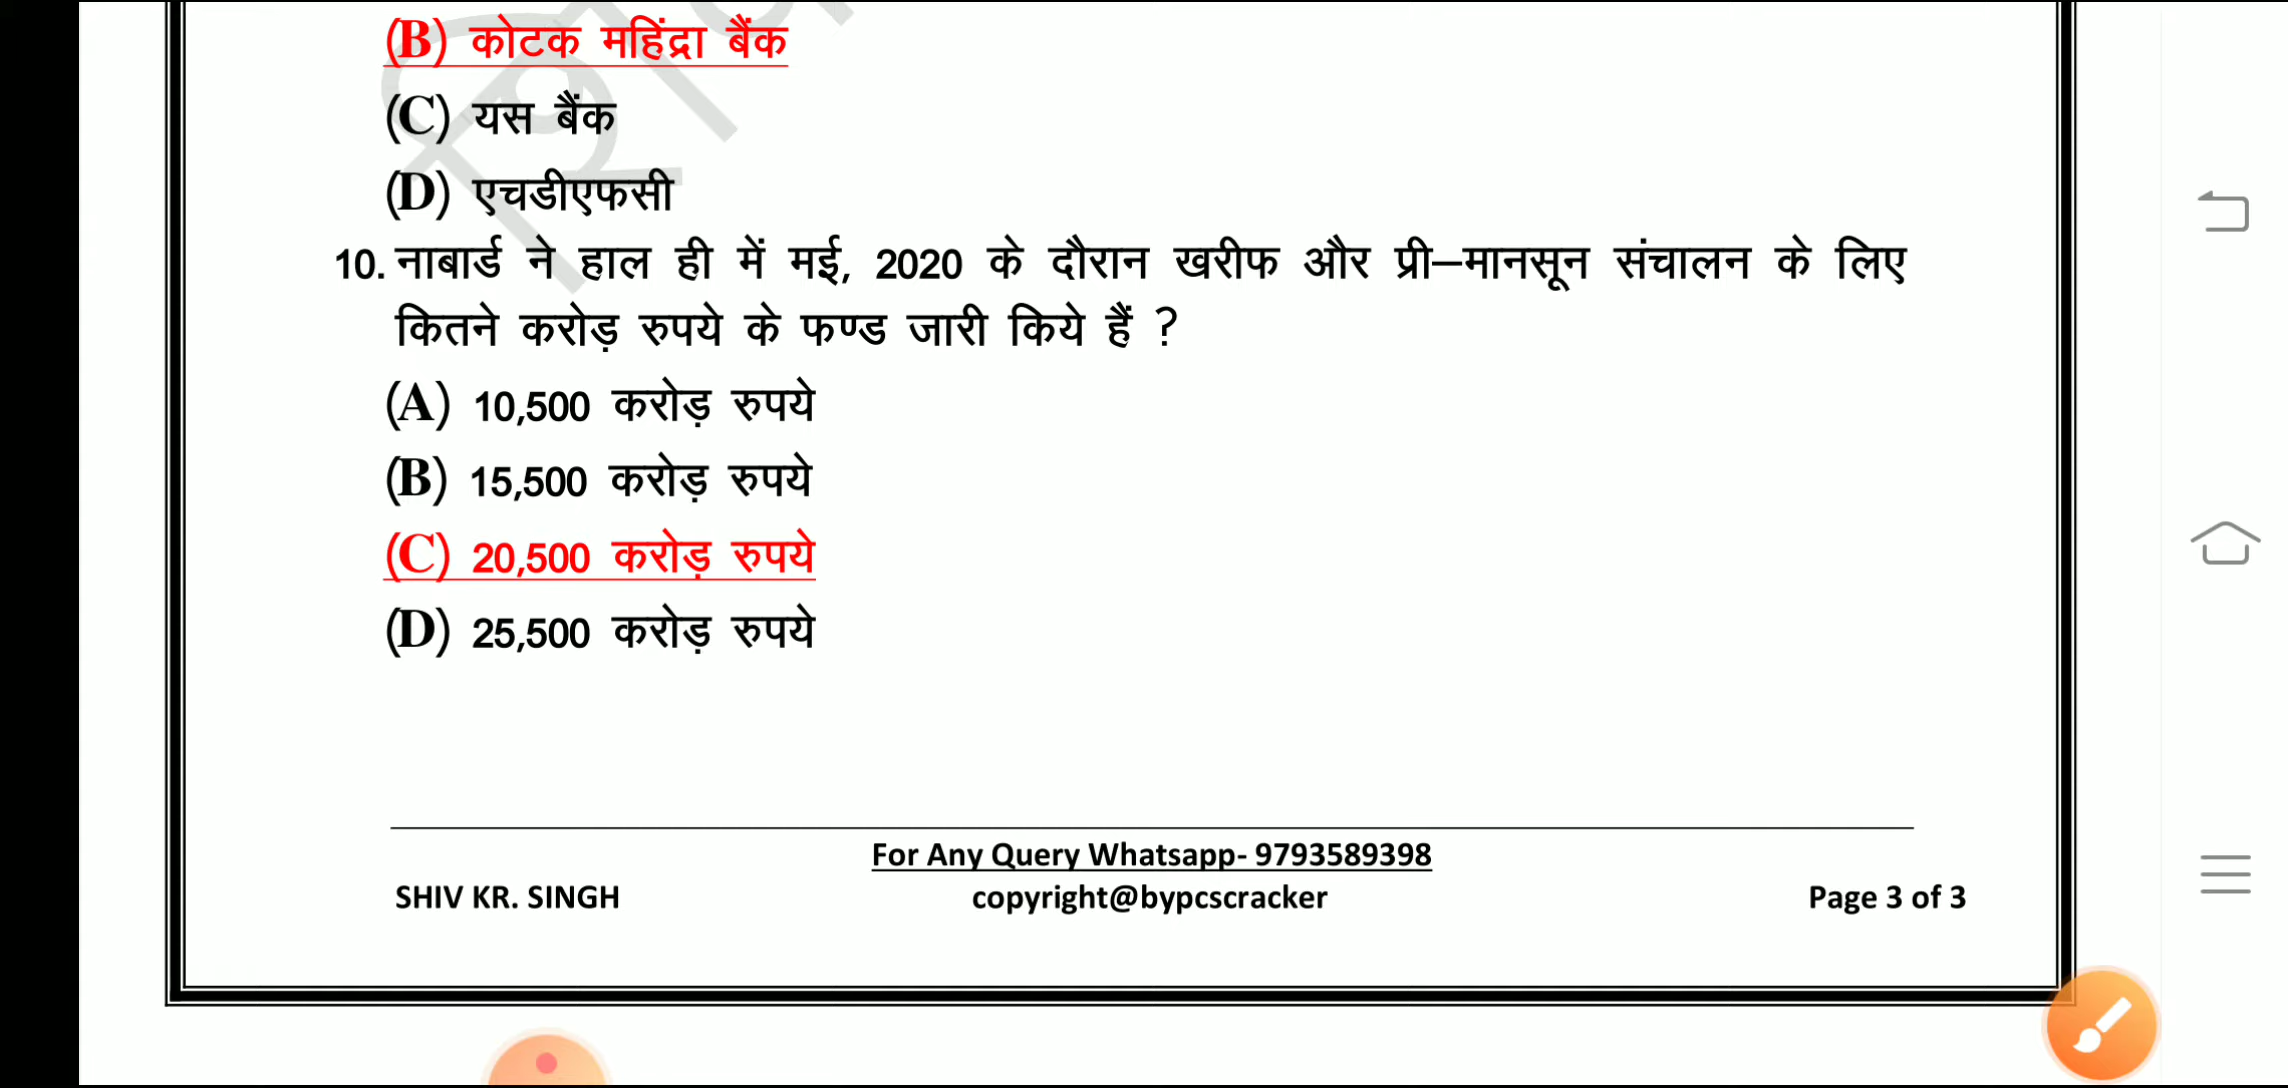 (B) कोटक महिंद्रा बैंक
(C) यस बैंक
(D) एचडीएफसी
10. नाबार्ड ने हाल ही में मई, 2020 के दौरान खरीफ और प्री–मानसून संचालन के लिए
कितने करोड़ रुपये के फण्ड जारी किये हैं ?
(A) 10,500 करोड़ रुपये
(B) 15,500 करोड़ रुपये
(C) 20,500 करोड़ रुपये
(D) 25,500 करोड़ रुपये
For Any Query Whatsapp- 9793589398
SHIV KR. SINGH copyright@bypcscracker Page 3 of 3